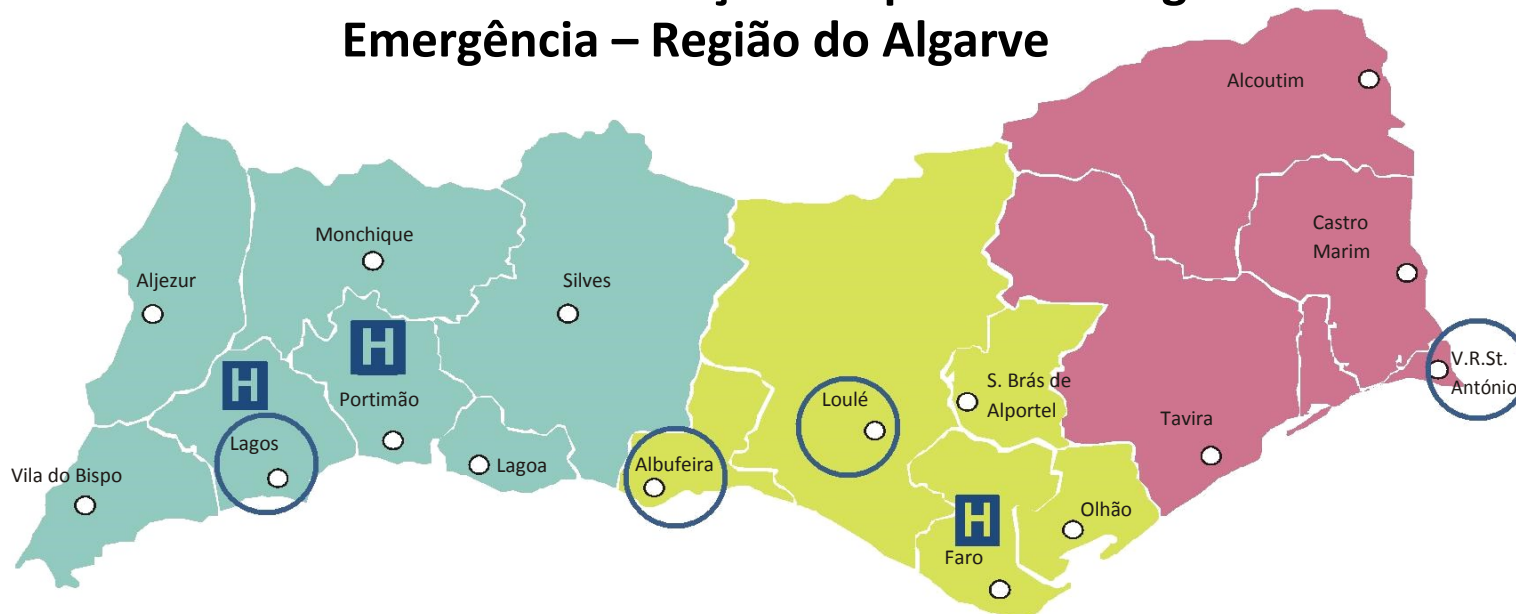 Emergência – Região do Algarve
Alcoutim
Castro
Marim
Monchique
Aljezur
Silves
H
H
V.R.St.
António
Portimão
Loulé
S. Brás de
Alportel
Tavira
Lagos
Lagoa
Albufeira
Vila do Bispo
H
Olhão
Faro